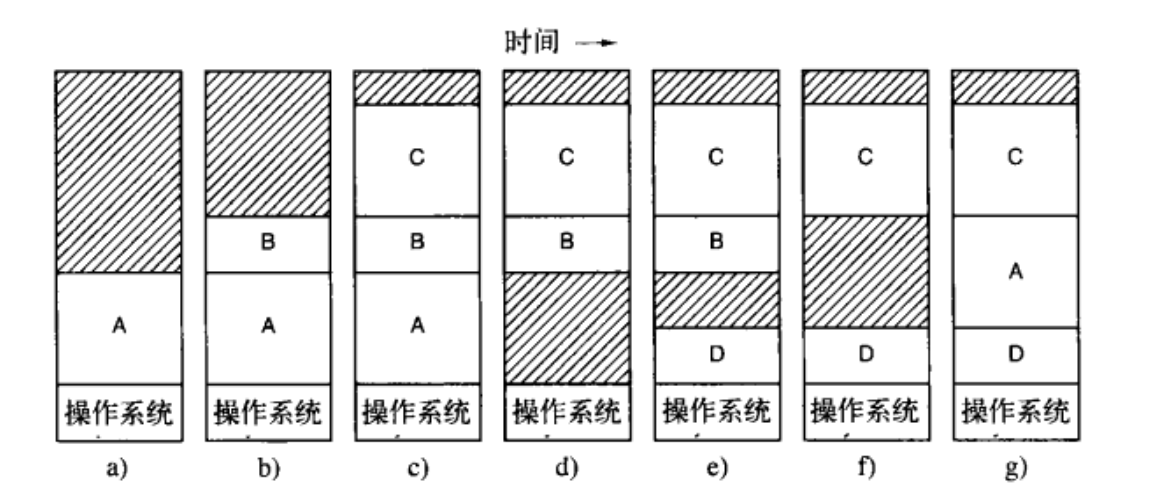 时间 →
C C C C C
B B B B
A A A A
D D D
操作系统 操作系统 操作系统 操作系统 操作系统 操作系统 操作系统
a) b) c) d) e) f) g)